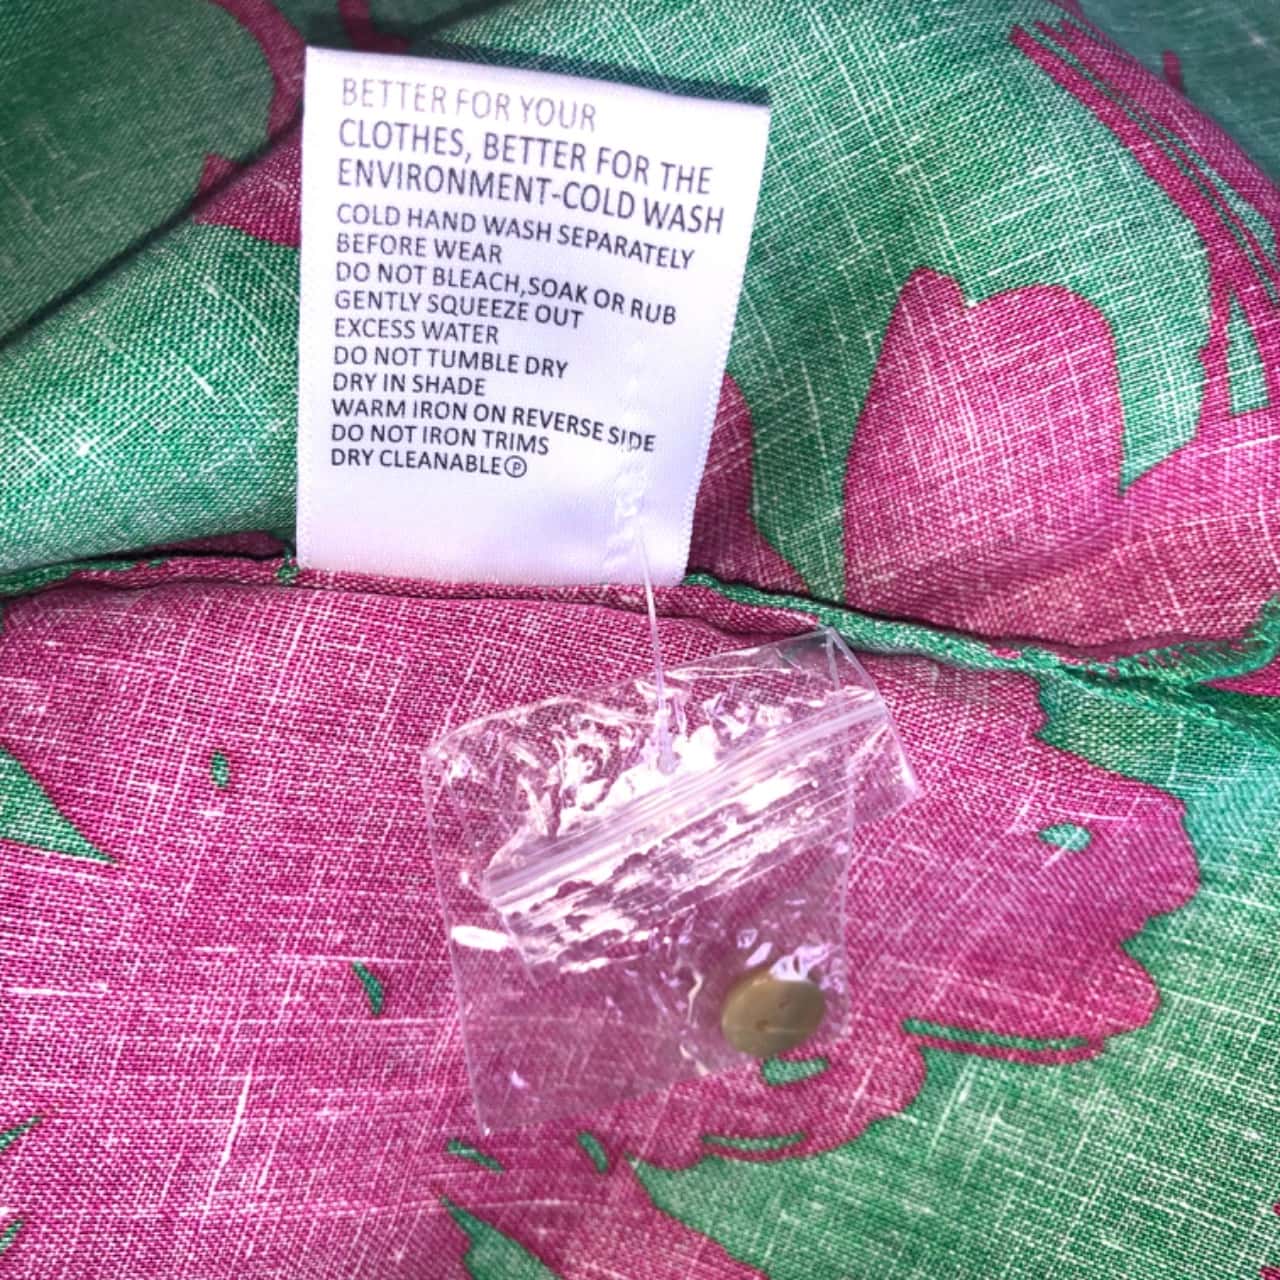 BETTER FOR YOUR
CLOTHES, BETTER FOR THE
ENVIRONMENT-COLD WASH
COLD HAND WASH SEPARATELY
BEFORE WEAR
DO NOT BLEACH,SOAK OR RUB
GENTLY SQUEEZE OUT
EXCESS WATER
DO NOT TUMBLE DRY
DRY IN SHADE
WARM IRON ON REVERSE SIDE
DO NOT IRON TRIMS
DRY CLEANABLE Ⓟ